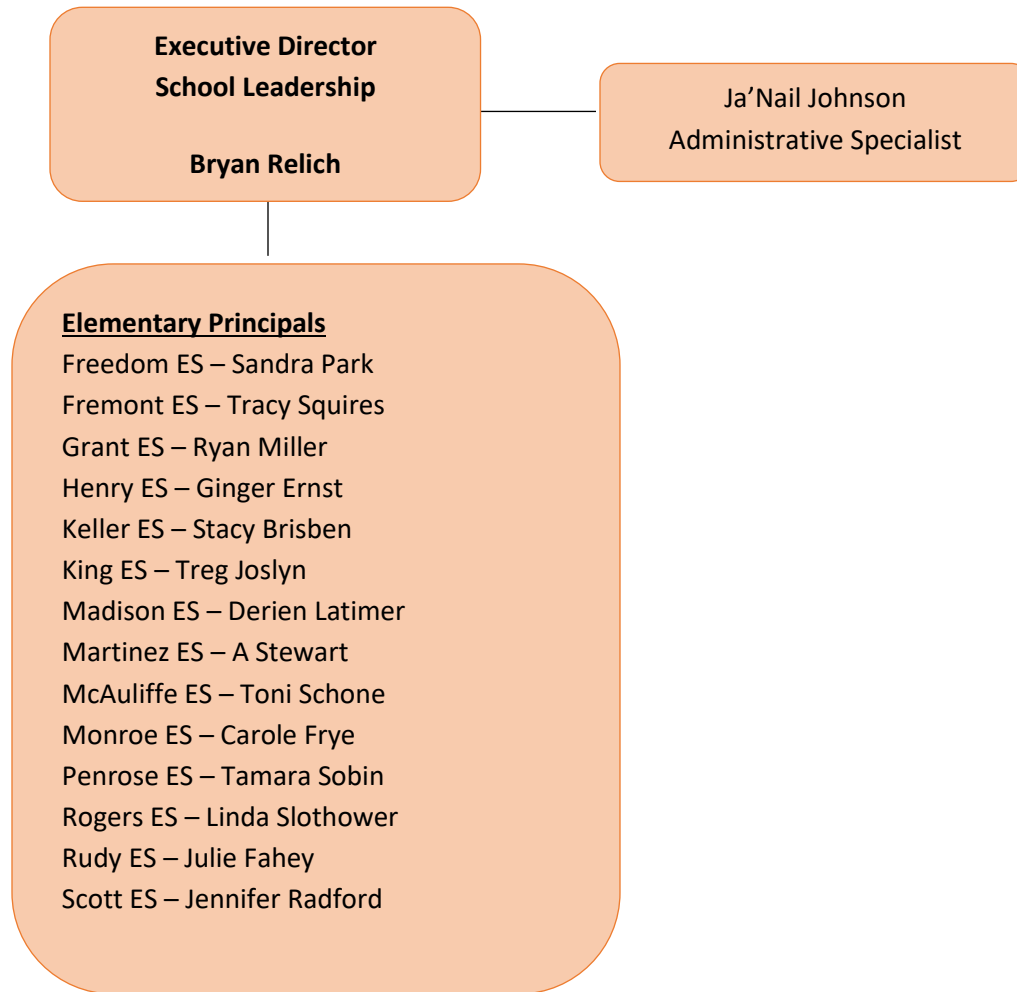 Executive Director
School Leadership
Bryan Relich
Ja’Nail Johnson
Administrative Specialist
Elementary Principals
Freedom ES – Sandra Park
Fremont ES – Tracy Squires
Grant ES – Ryan Miller
Henry ES – Ginger Ernst
Keller ES – Stacy Brisben
King ES – Treg Joslyn
Madison ES – Derien Latimer
Martinez ES – A Stewart
McAuliffe ES – Toni Schone
Monroe ES – Carole Frye
Penrose ES – Tamara Sobin
Rogers ES – Linda Slothower
Rudy ES – Julie Fahey
Scott ES – Jennifer Radford